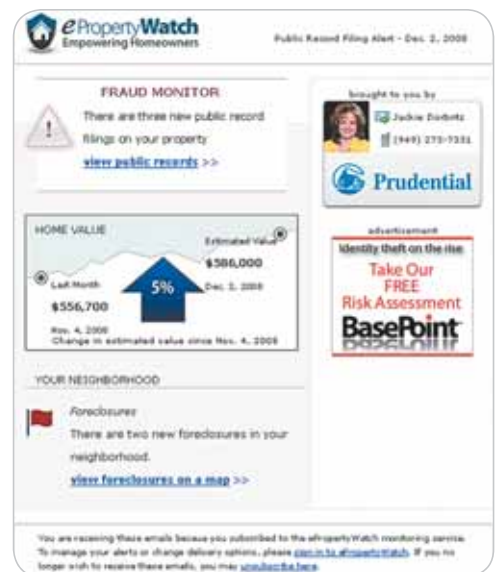 ePropertyWatch
Empowering Homeowners
Public Record Filing Alert - Dec. 2, 2008
FRAUD MONITOR
There are three new public record
filings on your property
view public records >>
brought to you by
Jackie
(949)
Prudential
HOME VALUE
Estimated Value
$586,000
Dec. 2, 2008
Last Month
$556,700
Nov. 4, 2008
5%
Change in estimated value since Nov. 4, 2008
advertisement
Identity theft on the rise
Take Our
FREE
Risk Assessment
BasePoint
YOUR NEIGHBORHOOD
Foreclosures
There are two new foreclosures in your
neighborhood.
view foreclosures on a map >>
You are receiving these emails because you subscribed to the ePropertyWatch monitoring service.
To manage your alerts or change delivery options, please sign in to ePropertyWatch. If you no
longer wish to receive these emails, you may unsubscribe here.